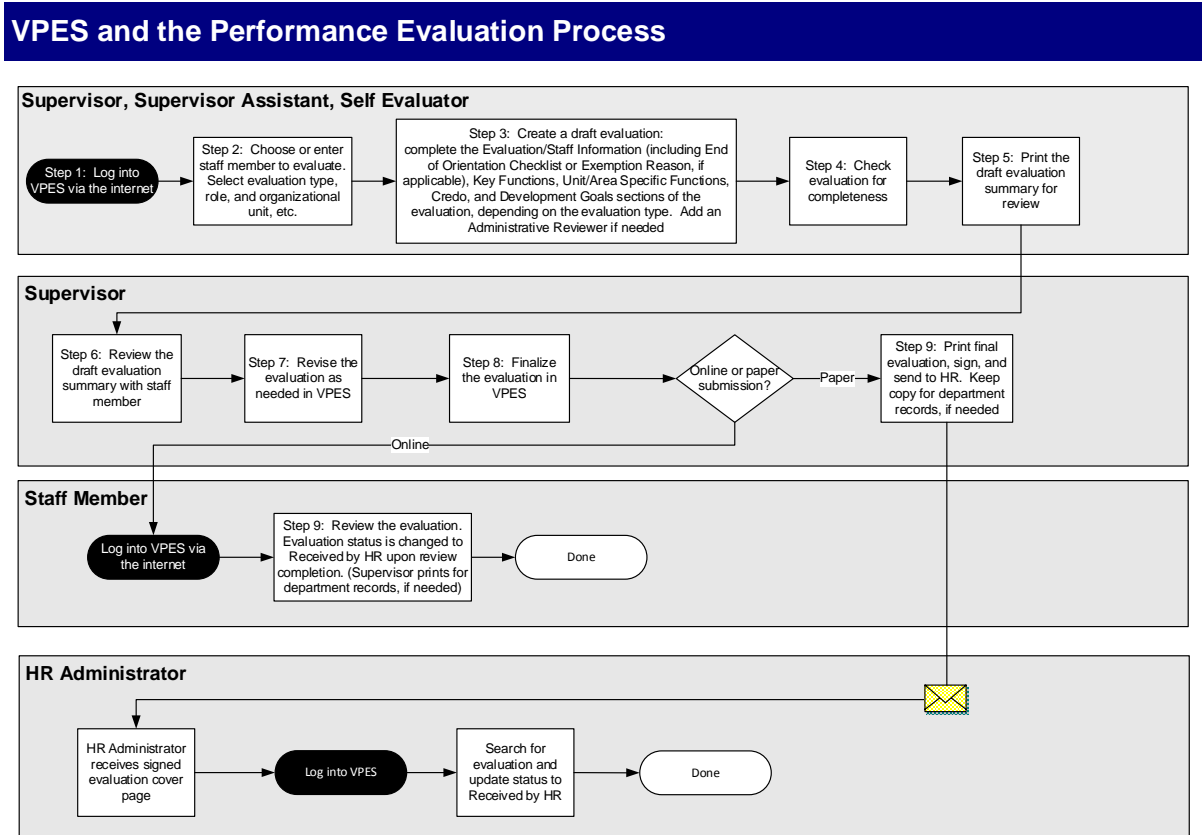 VPES and the Performance Evaluation Process
Supervisor, Supervisor Assistant, Self Evaluator
Step 1: Log into
VPES via the internet
Step 2: Choose or enter
staff member to evaluate.
Select evaluation type,
role, and organizational
unit, etc.
Step 3: Create a draft evaluation:
complete the Evaluation/Staff Information (including End
of Orientation Checklist or Exemption Reason, if
applicable), Key Functions, Unit/Area Specific Functions,
Credo, and Development Goals sections of the
evaluation, depending on the evaluation type. Add an
Administrative Reviewer if needed
Step 4: Check
evaluation for
completeness
Step 5: Print the
draft evaluation
summary for
review
Supervisor
Step 6: Review the
draft evaluation
summary with staff
member
Step 7: Revise the
evaluation as
needed in VPES
Step 8: Finalize
the evaluation in
VPES
Online or paper
submission?
Paper
Step 9: Print final
evaluation, sign, and
send to HR. Keep
copy for department
records, if needed
Online
Staff Member
Log into VPES via
the internet
Step 9: Review the evaluation.
Evaluation status is changed to
Received by HR upon review
completion. (Supervisor prints for
department records, if needed)
Done
HR Administrator
HR Administrator
receives signed
evaluation cover
page
Log into VPES
Search for
evaluation and
update status to
Received by HR
Done